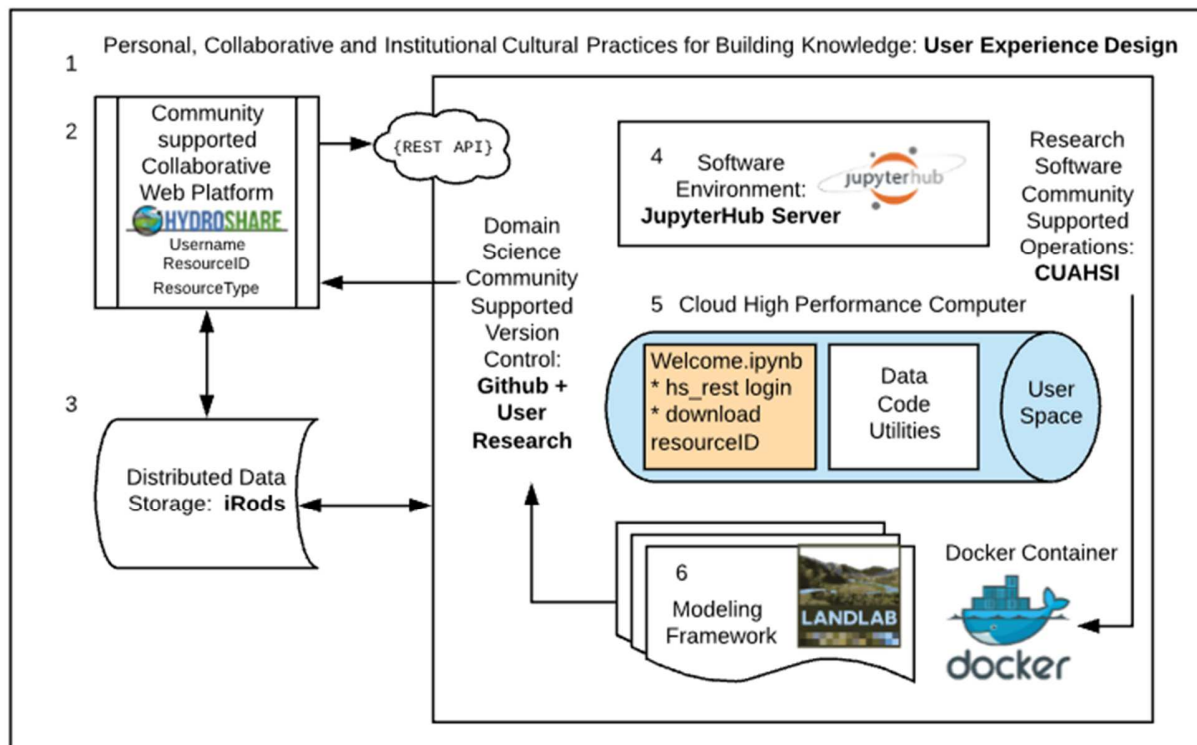 Personal, Collaborative and Institutional Cultural Practices for Building Knowledge: User Experience Design
1
2
Community
supported
Collaborative
Web Platform
HYDROSHARE
Username
ResourceID
ResourceType
{REST API}
3
Distributed Data
Storage: iRods
Domain
Science
Community
Supported
Version
Control:
Github +
User
Research
4
Software
Environment:
JupyterHub Server
jupyterhub
Research
Software
Community
Supported
Operations:
CUAHSI
5 Cloud High Performance Computer
Welcome.ipynb
* hs_rest login
* download
resourceID
Data
Code
Utilities
User
Space
6
Modeling
Framework
LANDLAB
Docker Container
docker